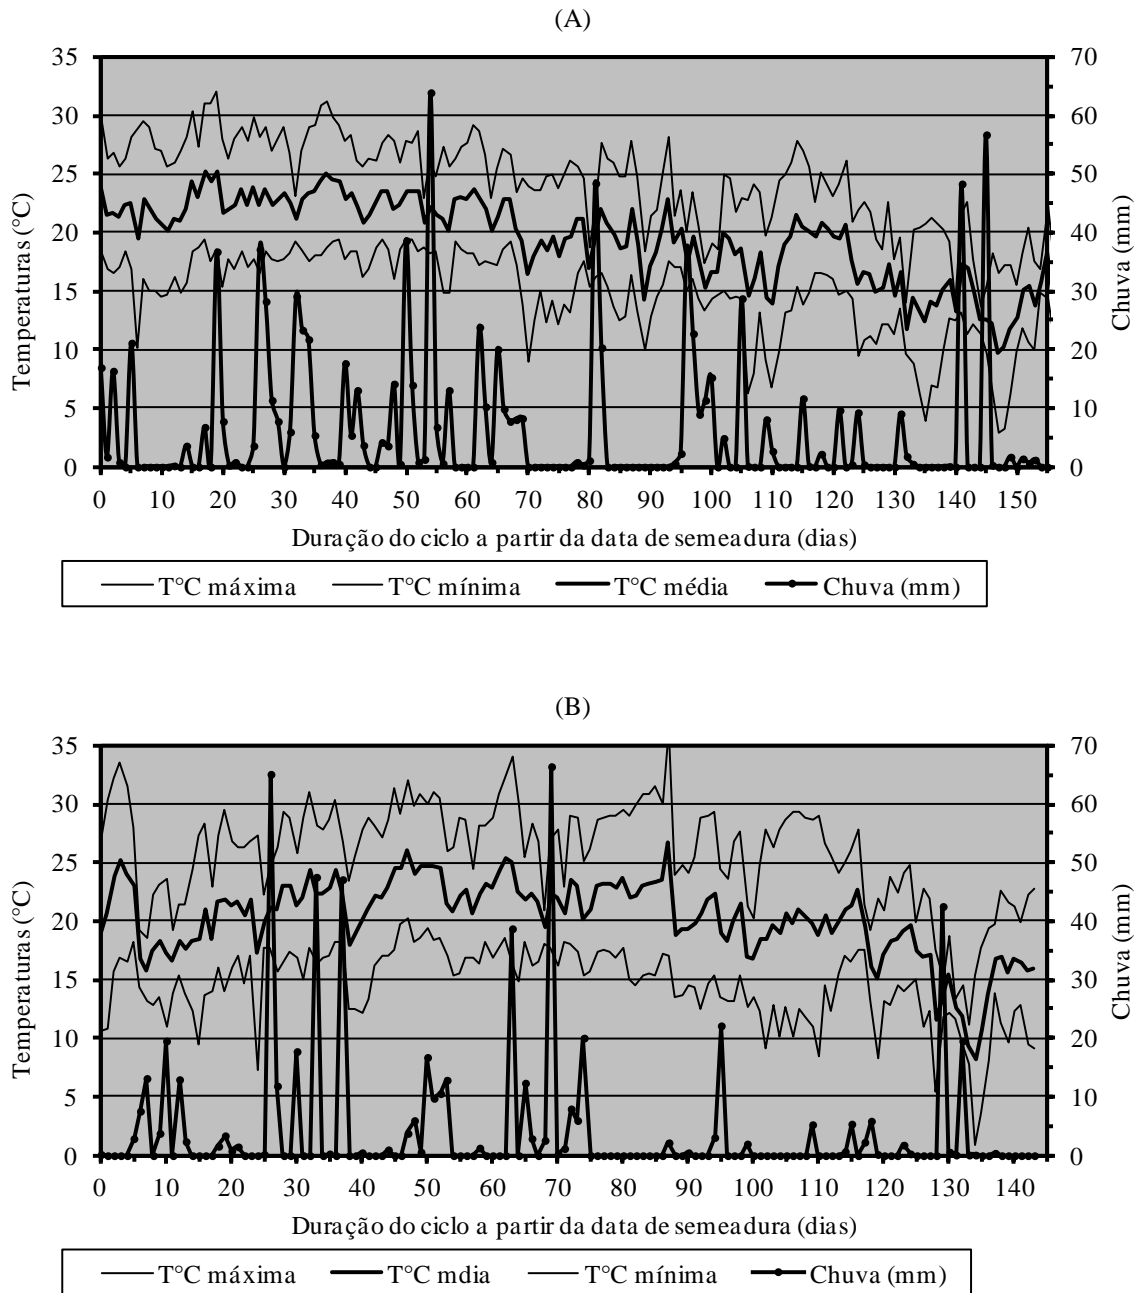 (A)
35
30
25
20
15
10
5
0
Temperaturas (°C)
70
60
50
40
30
20
10
0
Chuva (mm)
0 10 20 30 40 50 60 70 80 90 100 110 120 130 140 150
Duração do ciclo a partir da data de semeadura (dias)
T°C máxima T°C mínima T°C média Chuva (mm)
(B)
35
30
25
20
15
10
5
0
Temperaturas (°C)
70
60
50
40
30
20
10
0
Chuva (mm)
0 10 20 30 40 50 60 70 80 90 100 110 120 130 140
Duração do ciclo a partir da data de semeadura (dias)
T°C máxima T°C mdia T°C mínima Chuva (mm)